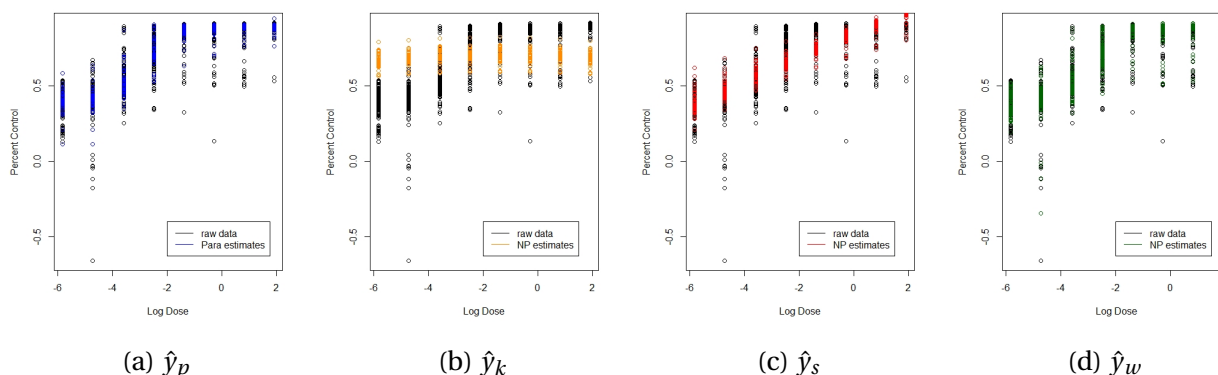 Percent Control
0.5
0.0
-0.5
raw data
Para estimates
-6 -4 -2 0 2
Log Dose
(a) ŷp
Percent Control
0.5
0.0
-0.5
raw data
NP estimates
-6 -4 -2 0 2
Log Dose
(b) ŷk
Percent Control
0.5
0.0
-0.5
raw data
NP estimates
-6 -4 -2 0 2
Log Dose
(c) ŷs
Percent Control
0.5
0.0
-0.5
raw data
NP estimates
-6 -4 -2 0
Log Dose
(d) ŷw